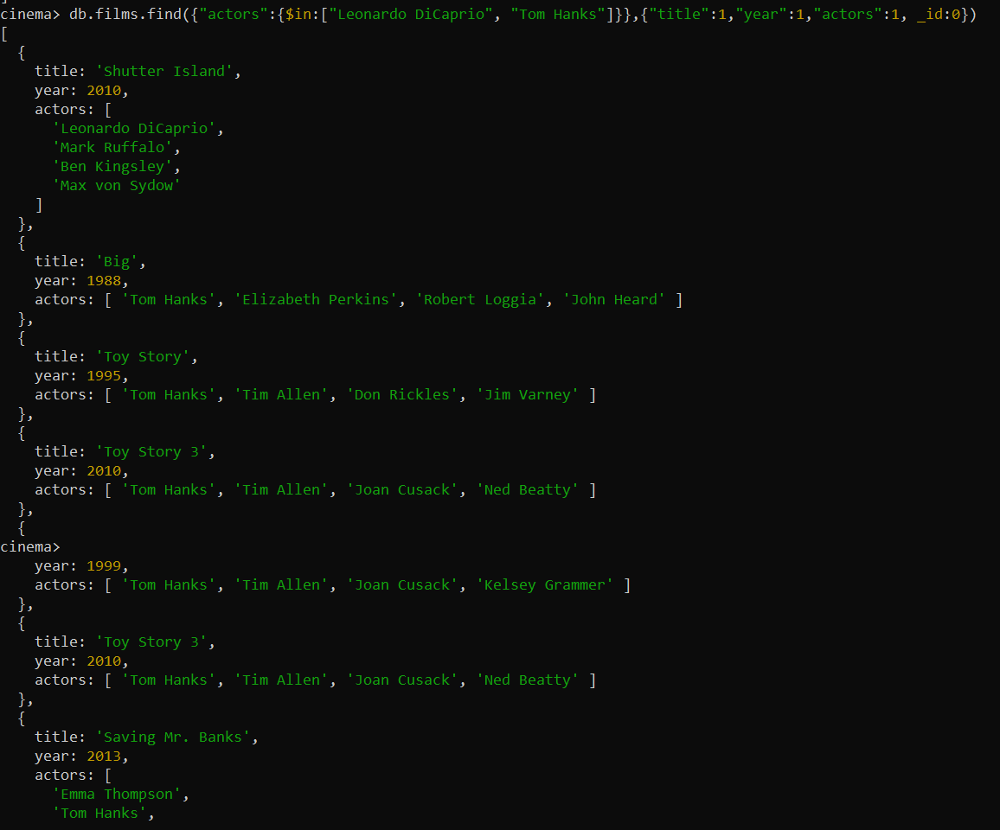 ]
cinema> db.films.find({"actors":{$in:["Leonardo DiCaprio", "Tom Hanks"]}},{"title":1,"year":1,"actors":1, _id:0})
[
  {
    title: 'Shutter Island',
    year: 2010,
    actors: [
      'Leonardo DiCaprio',
      'Mark Ruffalo',
      'Ben Kingsley',
      'Max von Sydow'
    ]
  },
  {
    title: 'Big',
    year: 1988,
    actors: [ 'Tom Hanks', 'Elizabeth Perkins', 'Robert Loggia', 'John Heard' ]
  },
  {
    title: 'Toy Story',
    year: 1995,
    actors: [ 'Tom Hanks', 'Tim Allen', 'Don Rickles', 'Jim Varney' ]
  },
  {
    title: 'Toy Story 3',
    year: 2010,
    actors: [ 'Tom Hanks', 'Tim Allen', 'Joan Cusack', 'Ned Beatty' ]
  },
  {
cinema>
    year: 1999,
    actors: [ 'Tom Hanks', 'Tim Allen', 'Joan Cusack', 'Kelsey Grammer' ]
  },
  {
    title: 'Toy Story 3',
    year: 2010,
    actors: [ 'Tom Hanks', 'Tim Allen', 'Joan Cusack', 'Ned Beatty' ]
  },
  {
    title: 'Saving Mr. Banks',
    year: 2013,
    actors: [
      'Emma Thompson',
      'Tom Hanks',